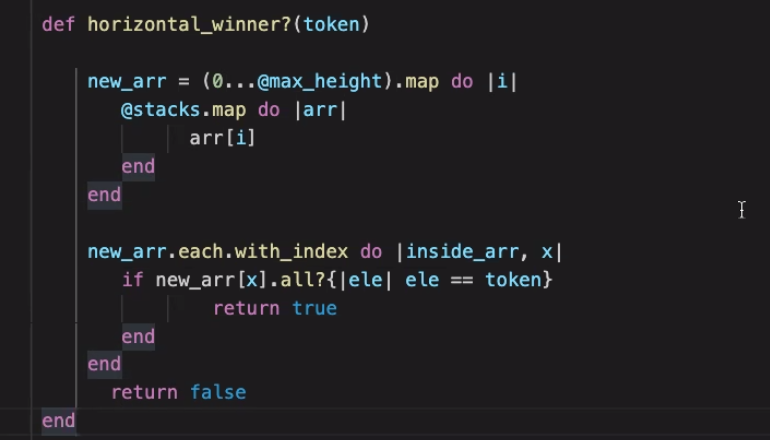 def horizontal_winner?(token)
new_arr = (0...@max_height).map do |i|
@stacks.map do |arr|
arr[i]
end
end
new_arr.each.with_index do |inside_arr, x|
if new_arr[x].all?{|ele| ele == token}
return true
end
end
return false
end